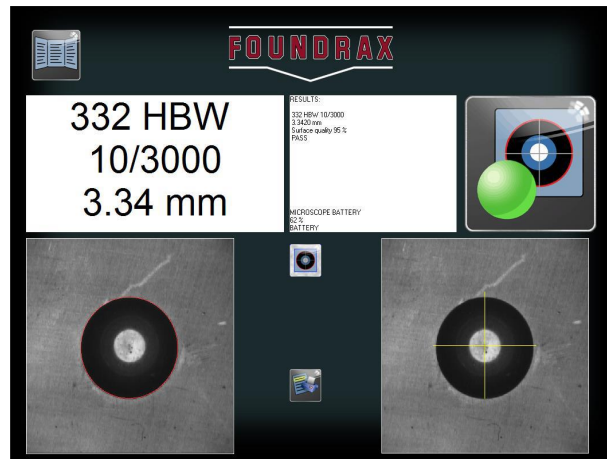 FOUNDRAX
332 HBW
10/3000
3.34 mm
RESULTS:
332 HBW 10/3000
3.3420 mm
Surface quality 95 %
PASS
MICROSCOPE BATTERY
62 %
BATTERY